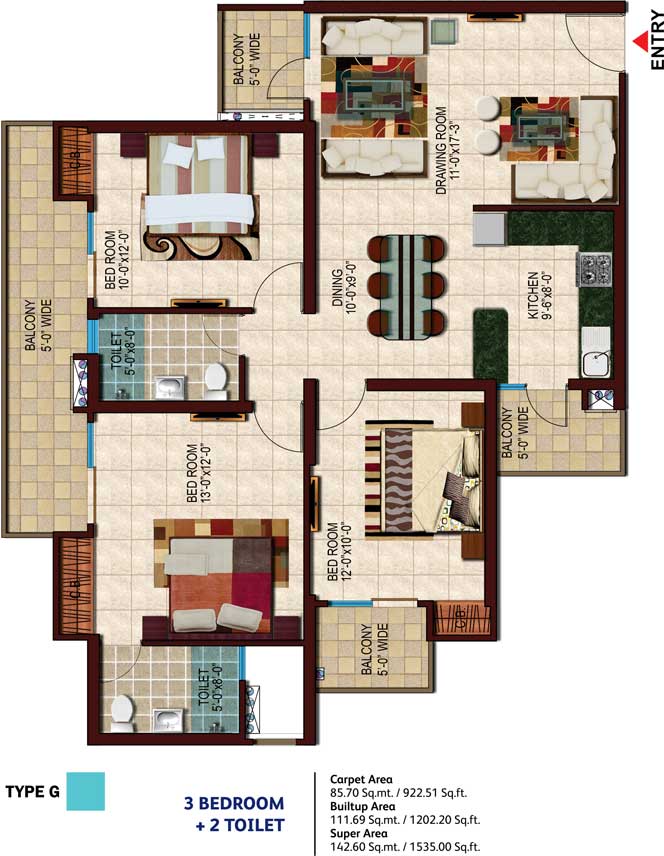 ENTRY
BALCONY
5'-0" WIDE
DRAWING ROOM
11'-0"x17'-3"
C.B.
BED ROOM
10'-0"x12'-0"
BALCONY
5'-0" WIDE
DINING
10'-0"x9'-0"
KITCHEN
9'-6"x8'-0"
TOILET
5'-0"x8'-0"
BALCONY
5'-0" WIDE
BED ROOM
13'-0"x12'-0"
BED ROOM
12'-0"x10'-0"
C.B.
C.B.
BALCONY
5'-0" WIDE
TOILET
5'-0"x8'-0"
TYPE G
3 BEDROOM
+ 2 TOILET
Carpet Area
85.70 Sq.mt. / 922.51 Sq.ft.
Builtup Area
111.69 Sq.mt. / 1202.20 Sq.ft.
Super Area
142.60 Sq.mt. / 1535.00 Sq.ft.